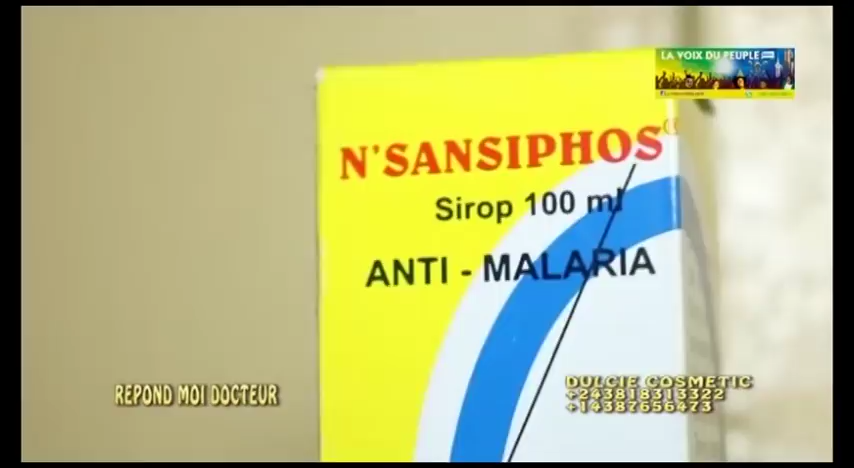 LA VOIX DU PEUPLE
N'SANSIPHOS
Sirop 100 ml
ANTI - MALARIA
REPOND MOI DOCTEUR
DULCIE COSMETIC
+243818313322
+14387656473